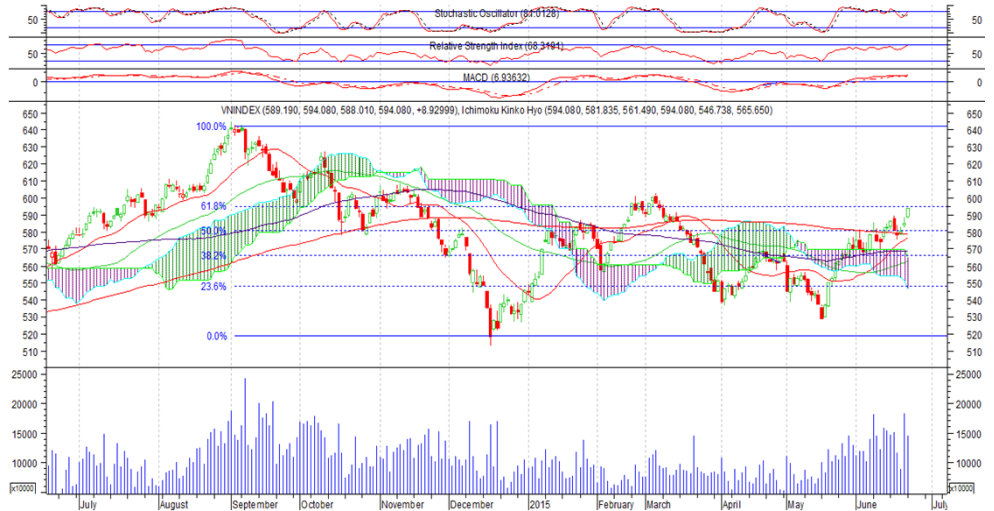 Stochastic Oscillator (84.0128)
50 50
Relative Strength Index (68.3191)
50 50
MACD (6.93632)
0 0
VNINDEX (589.190, 594.080, 588.010, 594.080, +8.92999), Ichimoku Kinko Hyo (594.080, 581.835, 561.490, 594.080, 546.738, 565.650)
650 650
640 100.0% 640
630 630
620 620
610 610
600 600
590 61.8% 590
580 50.0% 580
570 570
560 38.2% 560
550 23.6% 550
540 540
530 530
520 0.0% 520
510 510
25000 25000
20000 20000
15000 15000
10000 10000
x10000 x10000
July August September October November December 2015 February March April May June July